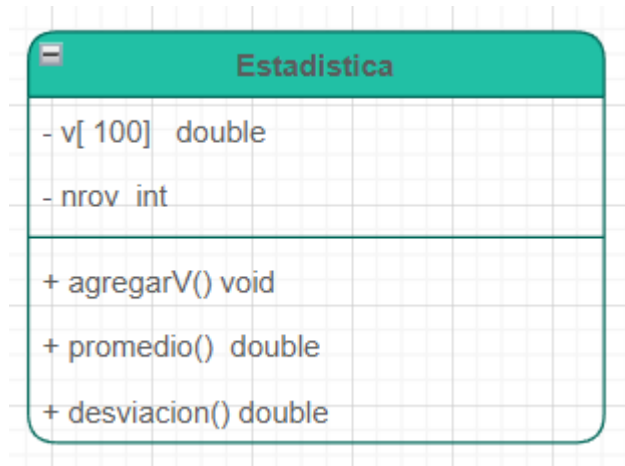 Estadistica
- v[ 100] double
- nrov int
+ agregarV() void
+ promedio() double
+ desviacion() double